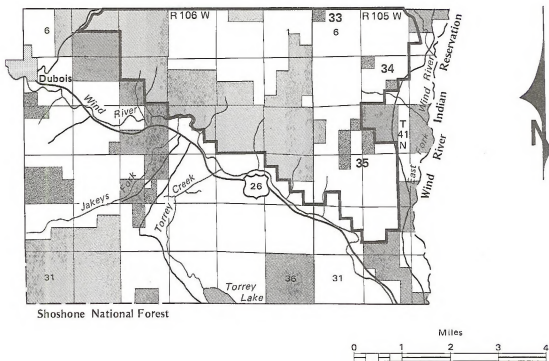 6
R 106 W
1
33
6
R 105 W
34
Dubois
Wind
River
T
41
N
East Fork Wind River
Wind River Indian Reservation
35
Jakeys Fork
Torrey Creek
26
31
Torrey
Lake
36
31
Shoshone National Forest
N
Miles
0 1 2 3 4